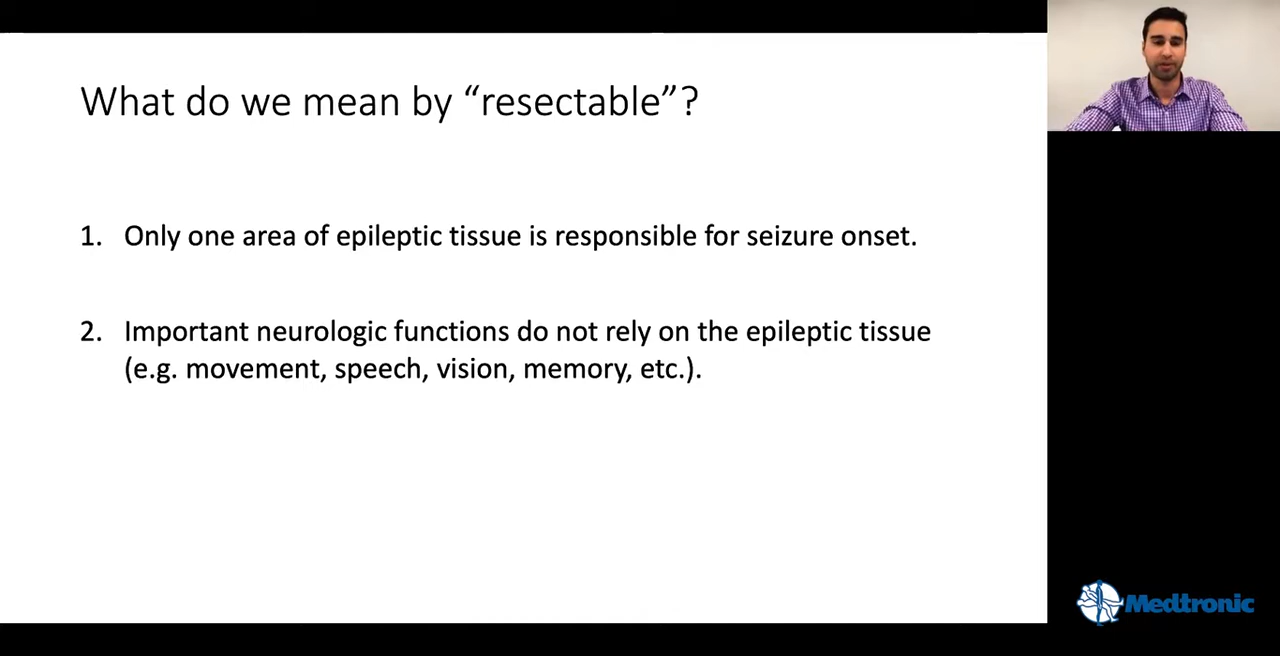 What do we mean by “resectable”?
1. Only one area of epileptic tissue is responsible for seizure onset.
2. Important neurologic functions do not rely on the epileptic tissue
(e.g. movement, speech, vision, memory, etc.).
Medtronic